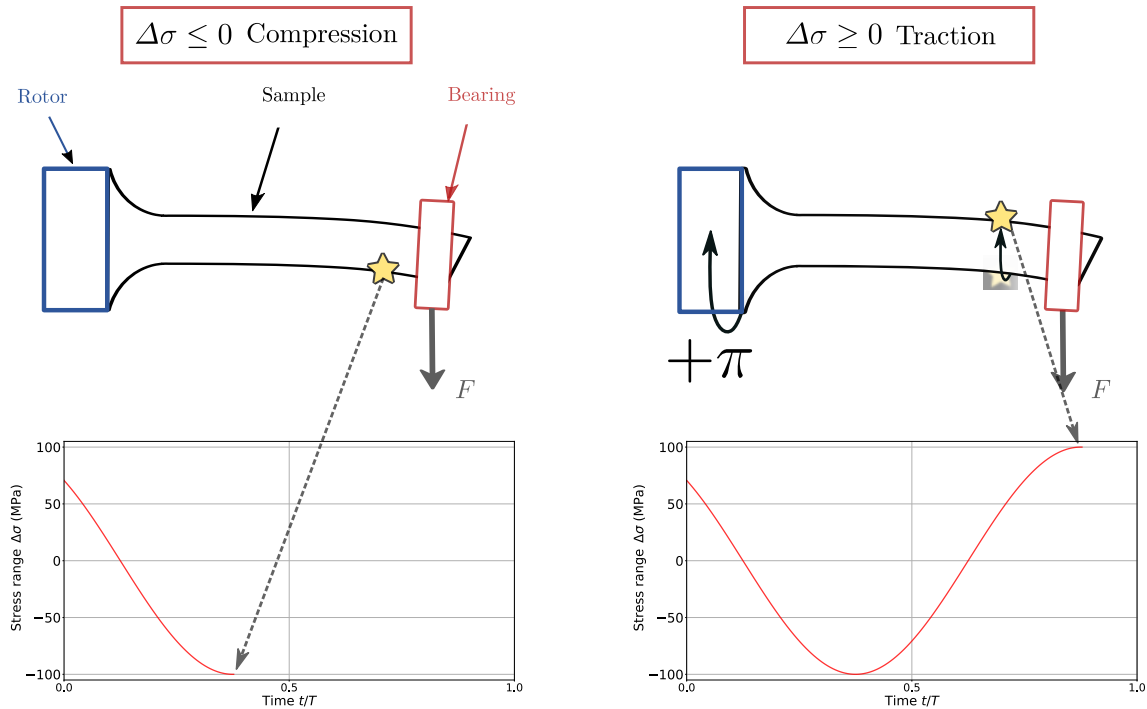 Δσ ≤ 0 Compression
Δσ ≥ 0 Traction
Rotor
Sample
Bearing
F
+π
F
100
50
0
−50
−100
Stress range Δσ (MPa)
0.0
0.5
1.0
Time t/T
100
50
0
−50
−100
Stress range Δσ (MPa)
0.0
0.5
1.0
Time t/T